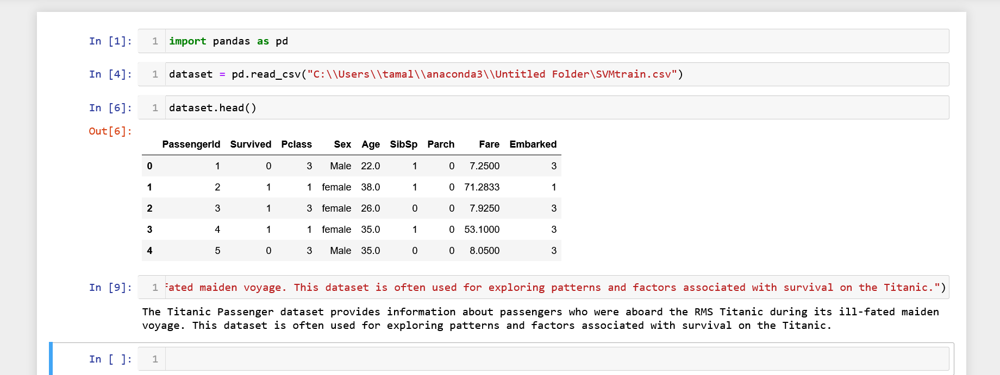 In [1]: 1 import pandas as pd
In [4]: 1 dataset = pd.read_csv("C:\\Users\\tamal\\anaconda3\\Untitled Folder\SVMtrain.csv")
In [6]: 1 dataset.head()
Out[6]:
PassengerId Survived Pclass Sex Age SibSp Parch Fare Embarked
0 1 0 3 Male 22.0 1 0 7.2500 3
1 2 1 1 female 38.0 1 0 71.2833 1
2 3 1 3 female 26.0 0 0 7.9250 3
3 4 1 1 female 35.0 1 0 53.1000 3
4 5 0 3 Male 35.0 0 0 8.0500 3
In [9]: 1 fated maiden voyage. This dataset is often used for exploring patterns and factors associated with survival on the Titanic.")
The Titanic Passenger dataset provides information about passengers who were aboard the RMS Titanic during its ill-fated maiden
voyage. This dataset is often used for exploring patterns and factors associated with survival on the Titanic.
In [ ]: 1